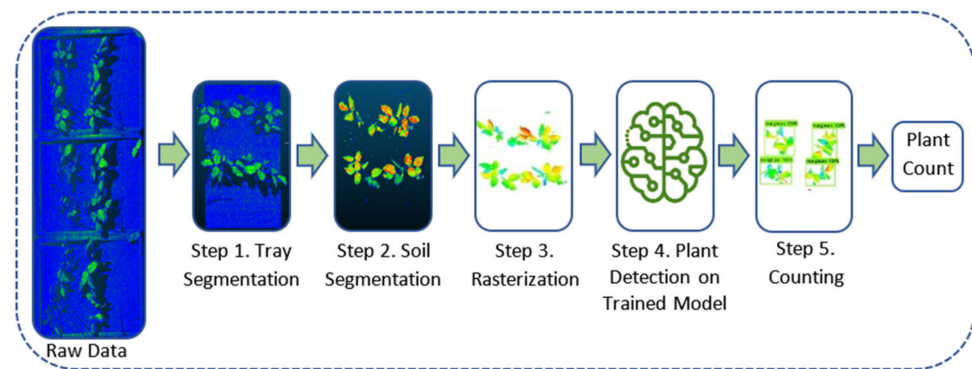 Raw Data
Step 1. Tray
Segmentation
Step 2. Soil
Segmentation
Step 3.
Rasterization
Step 4. Plant
Detection on
Trained Model
Step 5.
Counting
Plant
Count